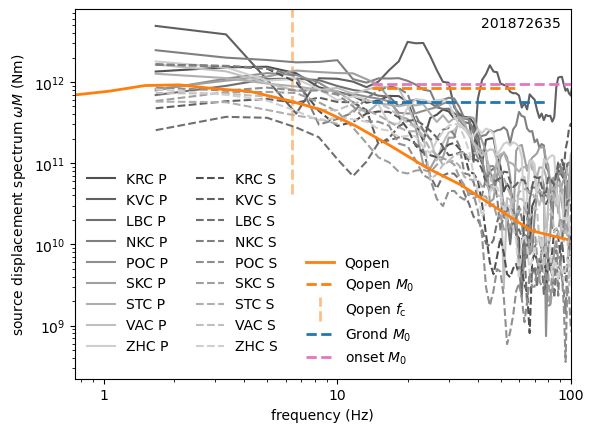 201872635
source displacement spectrum ωM (Nm)
10¹²
10¹¹
10¹⁰
10⁹
KRC P
KVC P
LBC P
NKC P
POC P
SKC P
STC P
VAC P
ZHC P
KRC S
KVC S
LBC S
NKC S
POC S
SKC S
STC S
VAC S
ZHC S
Qopen
Qopen M₀
Qopen f_c
Grond M₀
onset M₀
1
10
100
frequency (Hz)